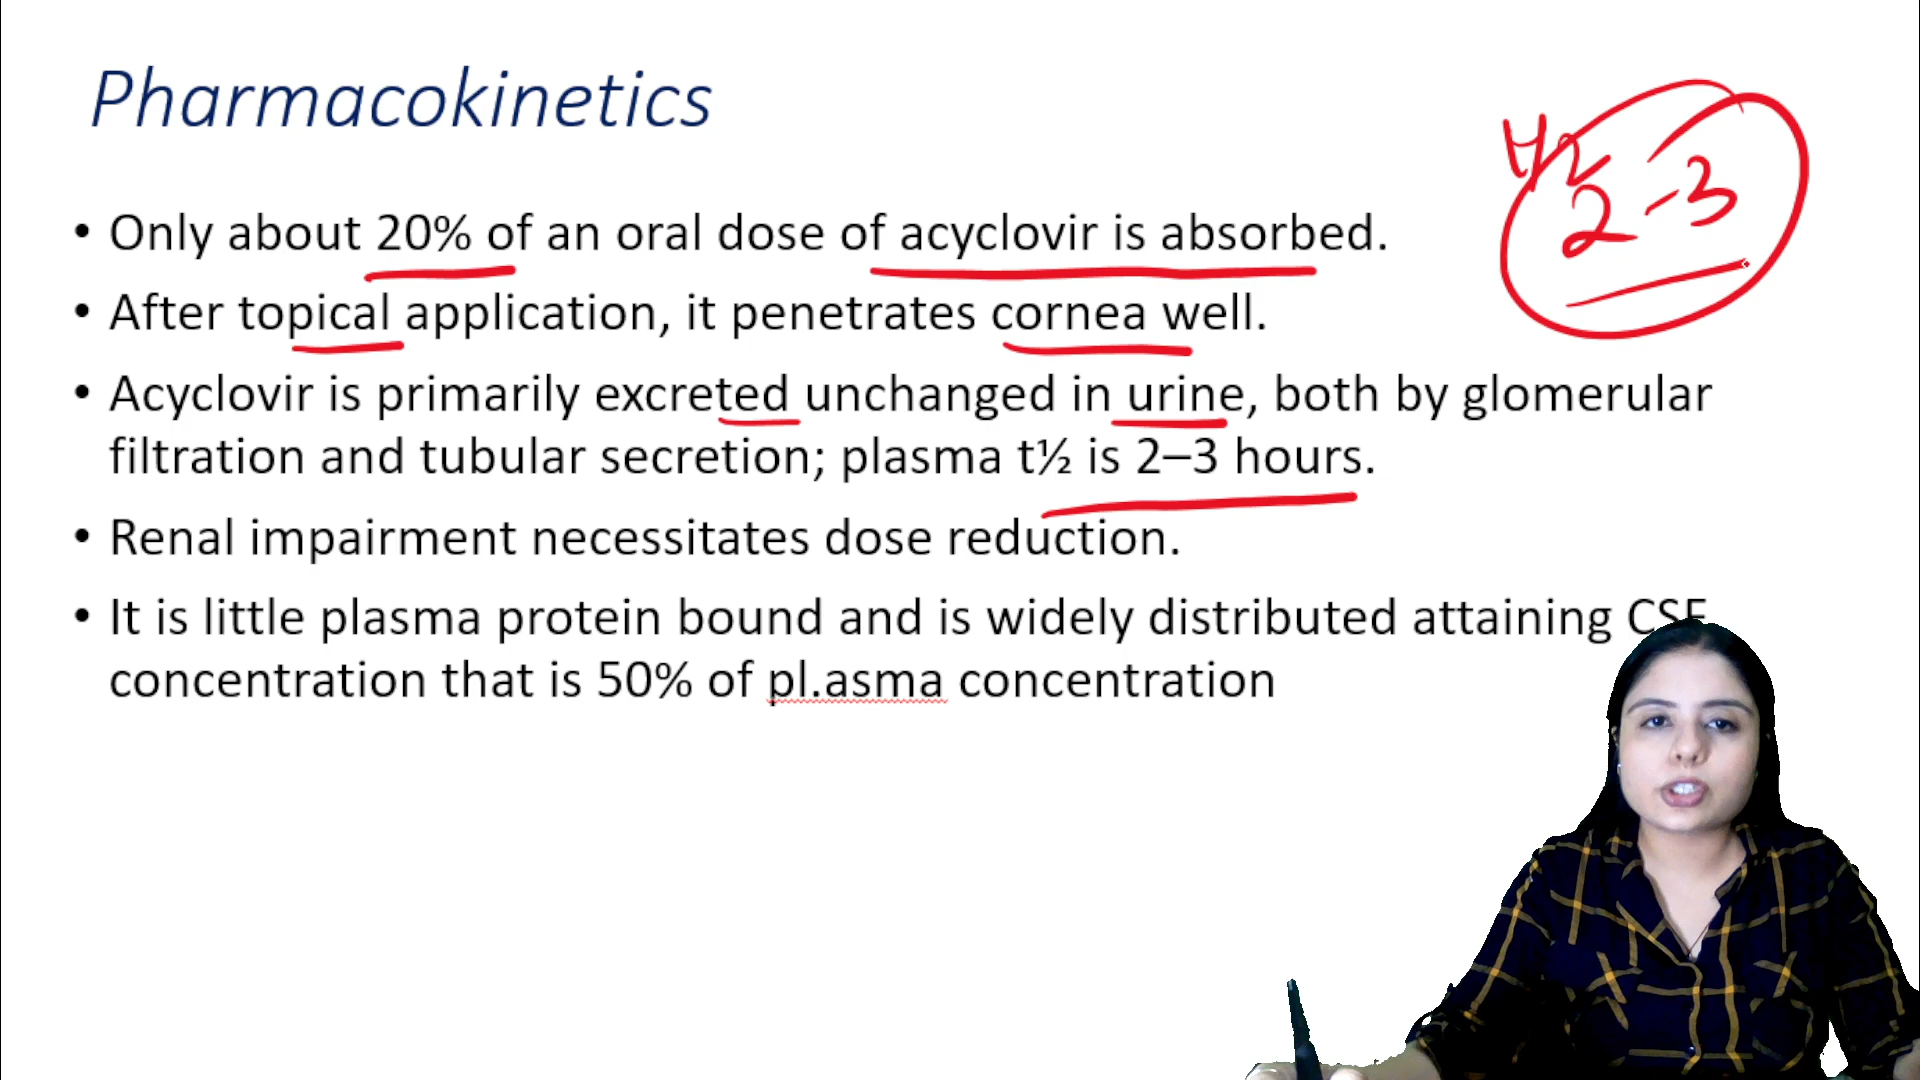 Pharmacokinetics
t½
2-3
• Only about 20% of an oral dose of acyclovir is absorbed.
• After topical application, it penetrates cornea well.
• Acyclovir is primarily excreted unchanged in urine, both by glomerular
filtration and tubular secretion; plasma t½ is 2–3 hours.
• Renal impairment necessitates dose reduction.
• It is little plasma protein bound and is widely distributed attaining CSF
concentration that is 50% of pl.asma concentration